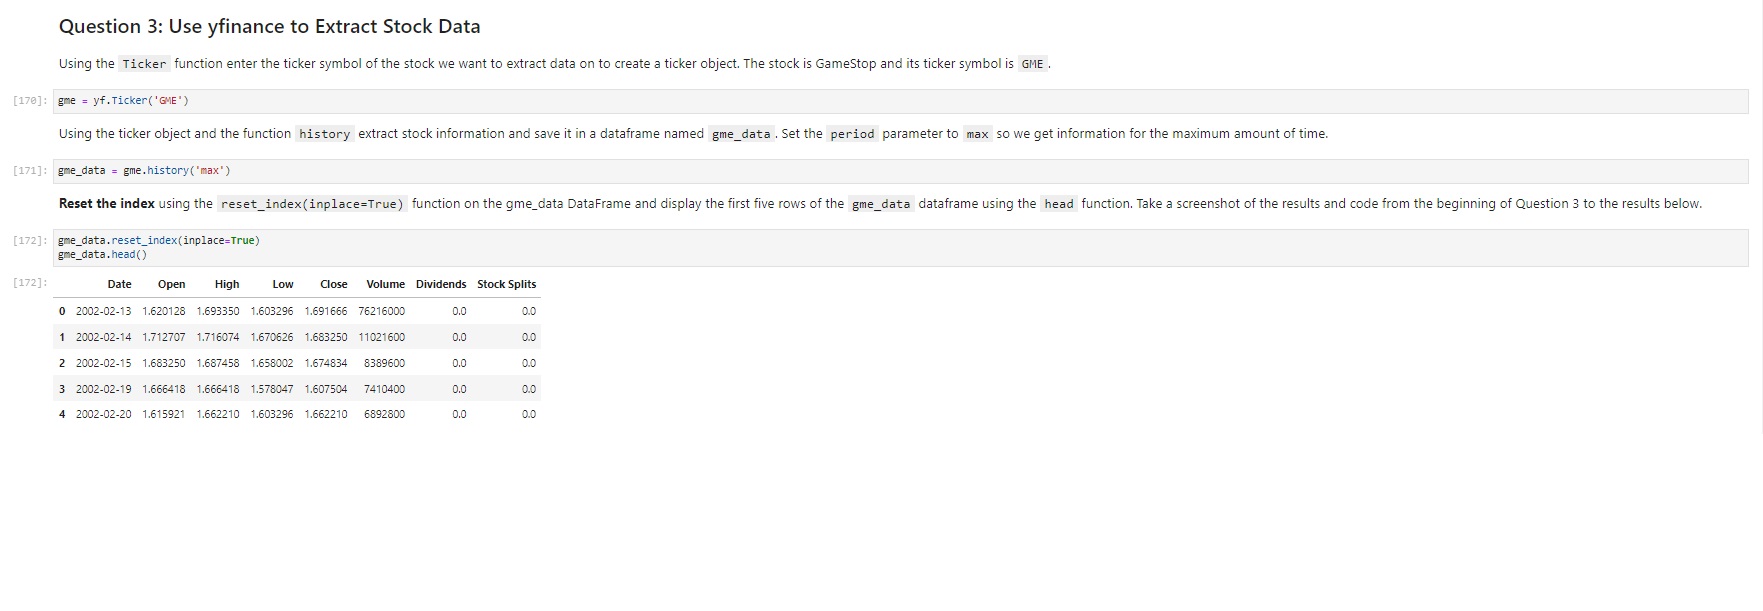 Question 3: Use yfinance to Extract Stock Data
Using the Ticker function enter the ticker symbol of the stock we want to extract data on to create a ticker object. The stock is GameStop and its ticker symbol is GME .
[170]: gme = yf.Ticker('GME')
Using the ticker object and the function history extract stock information and save it in a dataframe named gme_data . Set the period parameter to max so we get information for the maximum amount of time.
[171]: gme_data = gme.history('max')
Reset the index using the reset_index(inplace=True) function on the gme_data DataFrame and display the first five rows of the gme_data dataframe using the head function. Take a screenshot of the results and code from the beginning of Question 3 to the results below.
[172]: gme_data.reset_index(inplace=True)
gme_data.head()
[172]: Date Open High Low Close Volume Dividends Stock Splits
0 2002-02-13 1.620128 1.693350 1.603296 1.691666 76216000 0.0 0.0
1 2002-02-14 1.712707 1.716074 1.670626 1.683250 11021600 0.0 0.0
2 2002-02-15 1.683250 1.687458 1.658002 1.674834 8389600 0.0 0.0
3 2002-02-19 1.666418 1.666418 1.578047 1.607504 7410400 0.0 0.0
4 2002-02-20 1.615921 1.662210 1.603296 1.662210 6892800 0.0 0.0